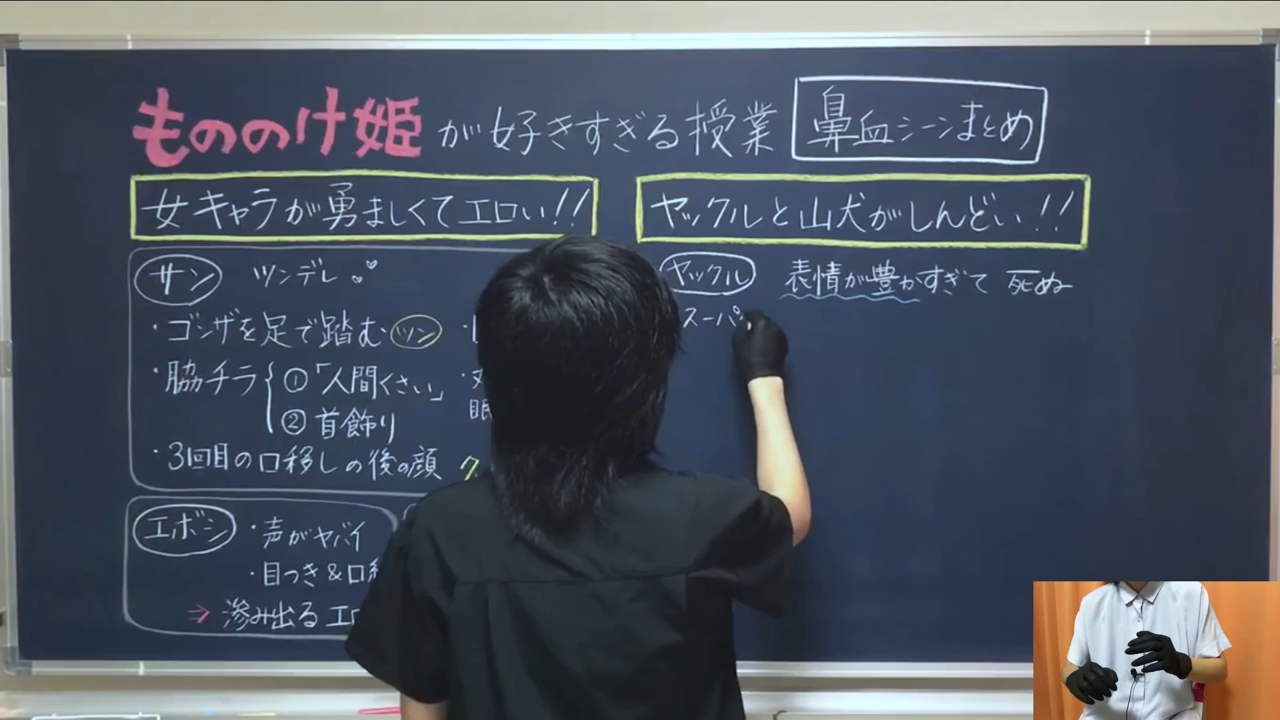 もののけ姫が好きすぎる授業 鼻血シーンまとめ
女キャラが勇ましくてエロい!!
サン ツンデレ
・ゴンザを足で踏む ツン
・脇チラ ①「人間くさい」
② 首飾り
・3回目の口移しの後の顔
エボシ ・声がヤバイ
・目つき&口
⇒ 滲み出るエロ
ヤックルと山犬がしんどい!!
ヤックル 表情が豊かすぎて 死ぬ
スーパ